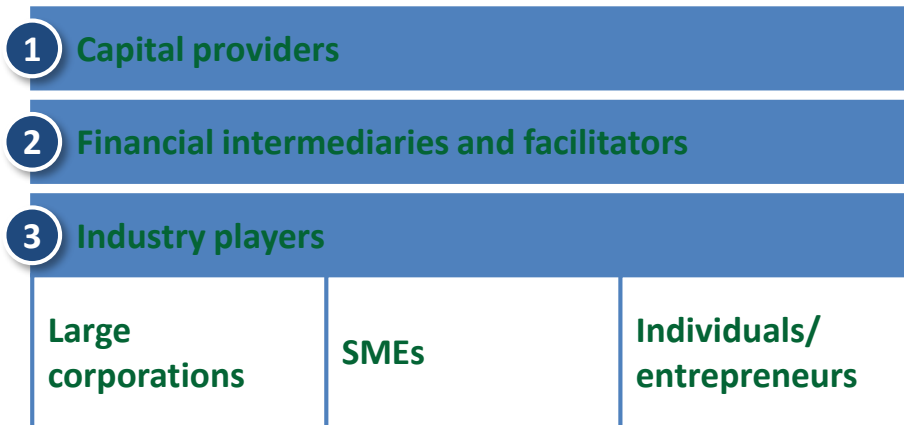 1 Capital providers
2 Financial intermediaries and facilitators
3 Industry players
Large
corporations
SMEs
Individuals/
entrepreneurs